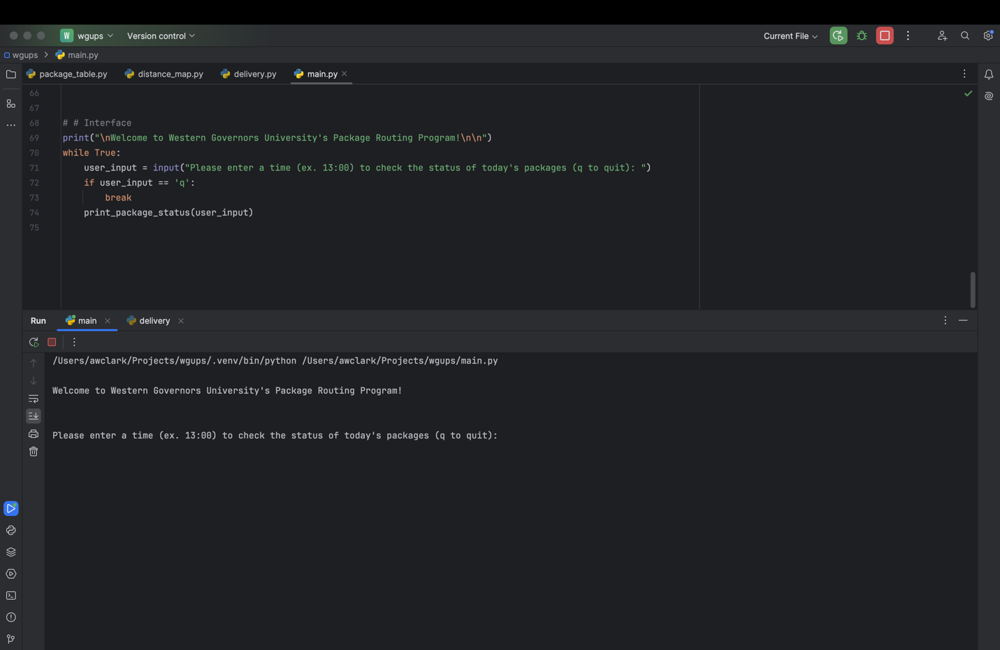 W wgups Version control Current File
wgups > main.py
package_table.py distance_map.py delivery.py main.py
66
67
68 # # Interface
69 print("\nWelcome to Western Governors University's Package Routing Program!\n\n")
70 while True:
71 user_input = input("Please enter a time (ex. 13:00) to check the status of today's packages (q to quit): ")
72 if user_input == 'q':
73 break
74 print_package_status(user_input)
75
Run main delivery
/Users/awclark/Projects/wgups/.venv/bin/python /Users/awclark/Projects/wgups/main.py
Welcome to Western Governors University's Package Routing Program!
Please enter a time (ex. 13:00) to check the status of today's packages (q to quit):